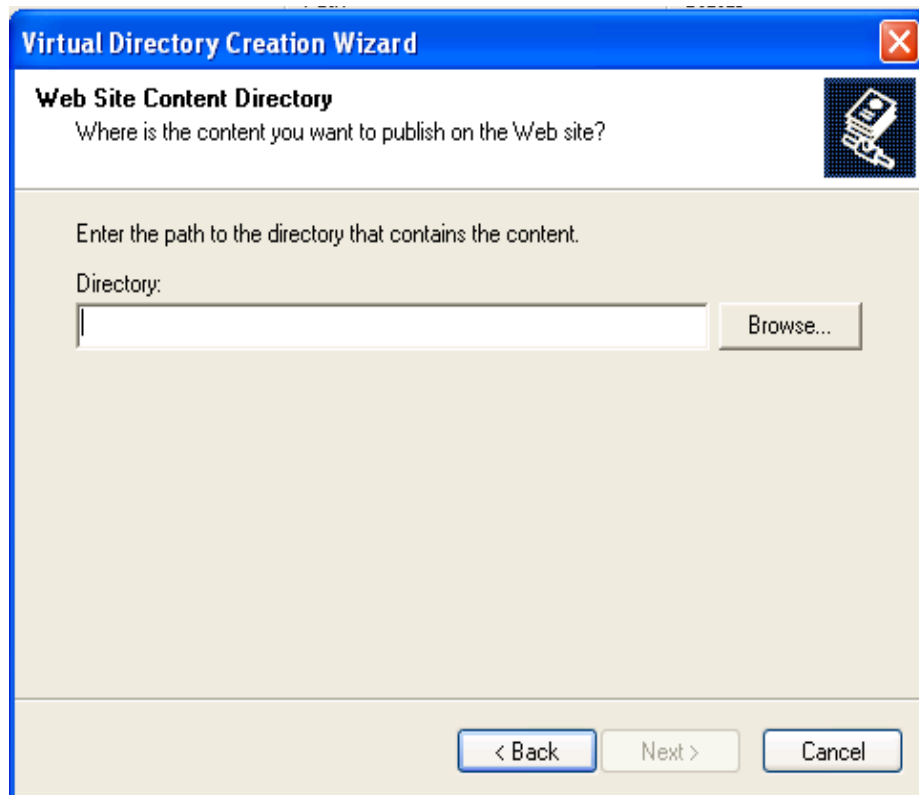 Virtual Directory Creation Wizard
Web Site Content Directory
Where is the content you want to publish on the Web site?
Enter the path to the directory that contains the content.
Directory:
Browse...
< Back
Next >
Cancel